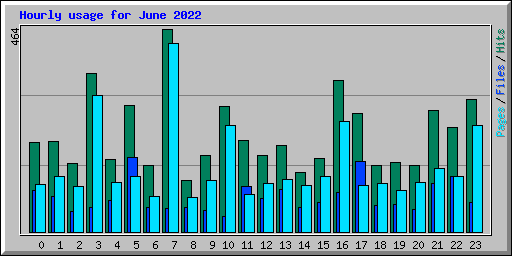 Hourly usage for June 2022
464
Pages/Files/Hits
0 1 2 3 4 5 6 7 8 9 10 11 12 13 14 15 16 17 18 19 20 21 22 23